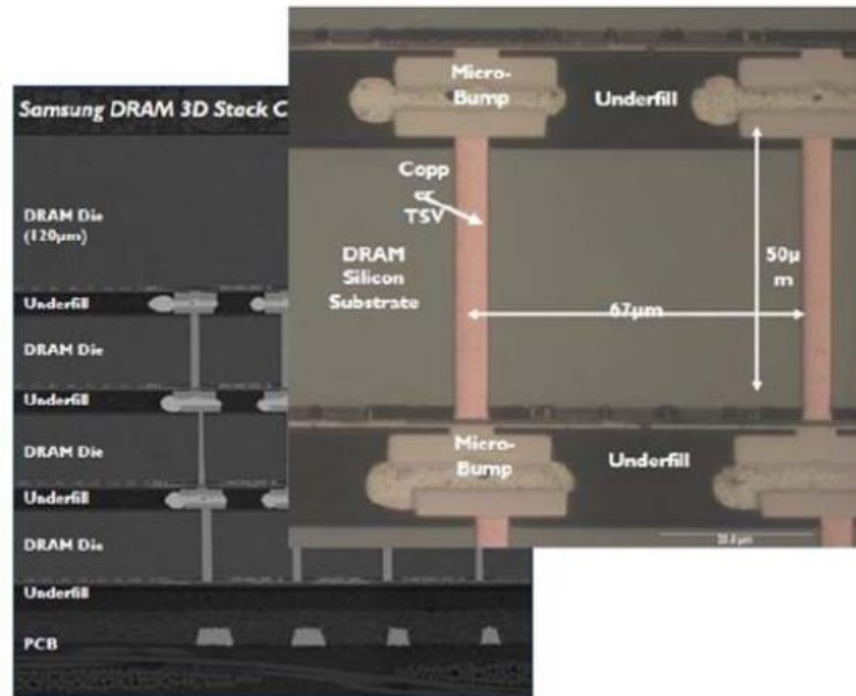 Samsung DRAM 3D Stack C
DRAM Die
(120µm)
Underfill
DRAM Die
Underfill
DRAM Die
Underfill
DRAM Die
Underfill
PCB
Micro-
Bump
Underfill
Copp
er
TSV
DRAM
Silicon
Substrate
50µ
m
67µm
Micro-
Bump
Underfill